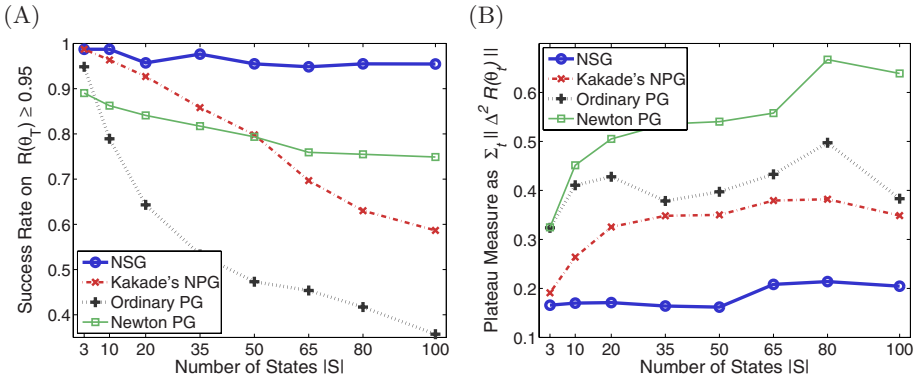 (A)
(B)
Success Rate on R(θT) ≥ 0.95
1
0.9
0.8
0.7
0.6
0.5
0.4
NSG
Kakade's NPG
Ordinary PG
Newton PG
3 10 20 35 50 65 80 100
Number of States |S|
Plateau Measure as Σt || Δ² R(θt) ||
0.6
0.5
0.4
0.3
0.2
0.1
NSG
Kakade's NPG
Ordinary PG
Newton PG
3 10 20 35 50 65 80 100
Number of States |S|